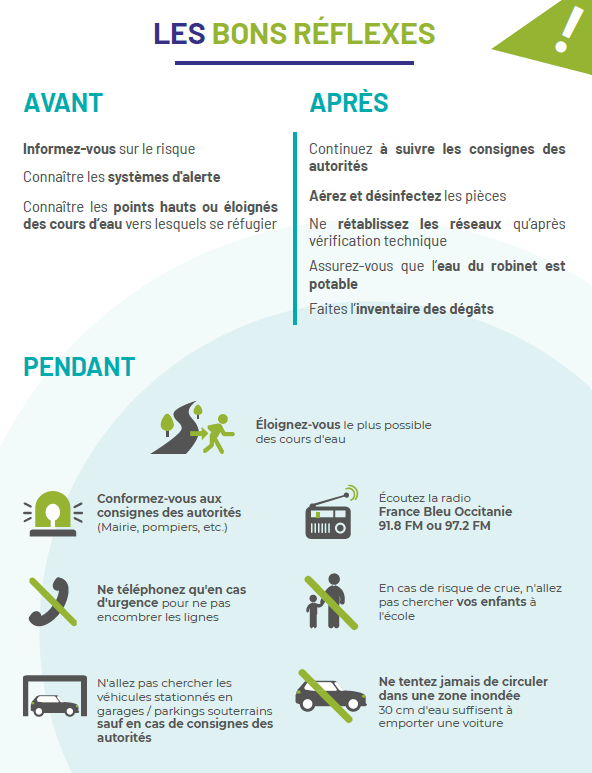 LES BONS RÉFLEXES
AVANT
Informez-vous sur le risque
Connaître les systèmes d'alerte
Connaître les points hauts ou éloignés
des cours d'eau vers lesquels se réfugier
APRÈS
Continuez à suivre les consignes des
autorités
Aérez et désinfectez les pièces
Ne rétablissez les réseaux qu'après
vérification technique
Assurez-vous que l'eau du robinet est
potable
Faites l'inventaire des dégâts
PENDANT
Éloignez-vous le plus possible
des cours d'eau
Conformez-vous aux
consignes des autorités
(Mairie, pompiers, etc.)
Écoutez la radio
France Bleu Occitanie
91.8 FM ou 97.2 FM
Ne téléphonez qu'en cas
d'urgence pour ne pas
encombrer les lignes
En cas de risque de crue, n'allez
pas chercher vos enfants à
l'école
N'allez pas chercher les
véhicules stationnés en
garages / parkings souterrains
sauf en cas de consignes des
autorités
Ne tentez jamais de circuler
dans une zone inondée
30 cm d'eau suffisent à
emporter une voiture